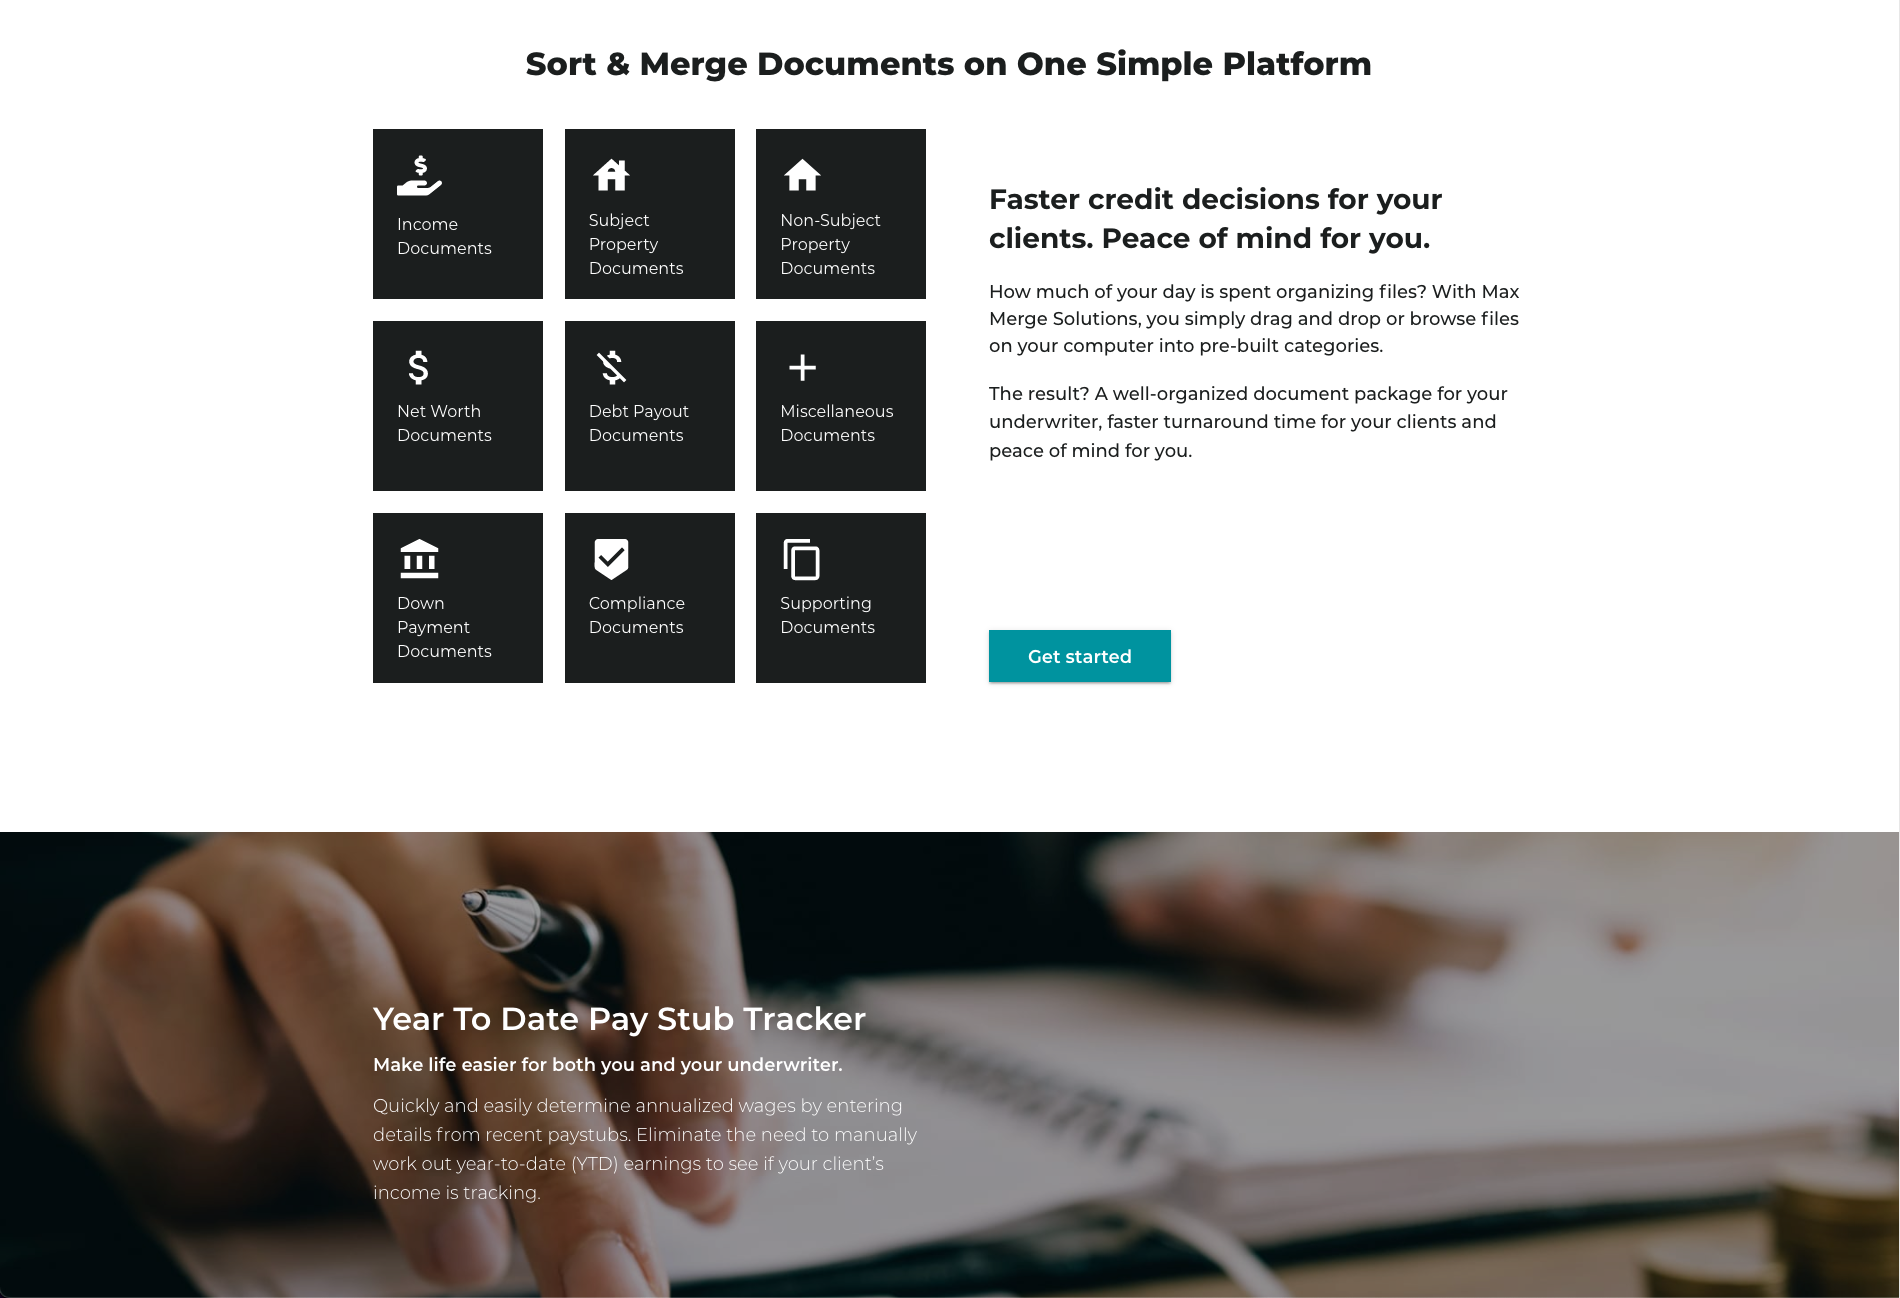 Sort & Merge Documents on One Simple Platform
Income
Documents
Subject
Property
Documents
Non-Subject
Property
Documents
Net Worth
Documents
Debt Payout
Documents
Miscellaneous
Documents
Down
Payment
Documents
Compliance
Documents
Supporting
Documents
Faster credit decisions for your
clients. Peace of mind for you.
How much of your day is spent organizing files? With Max
Merge Solutions, you simply drag and drop or browse files
on your computer into pre-built categories.
The result? A well-organized document package for your
underwriter, faster turnaround time for your clients and
peace of mind for you.
Get started
Year To Date Pay Stub Tracker
Make life easier for both you and your underwriter.
Quickly and easily determine annualized wages by entering
details from recent paystubs. Eliminate the need to manually
work out year-to-date (YTD) earnings to see if your client’s
income is tracking.